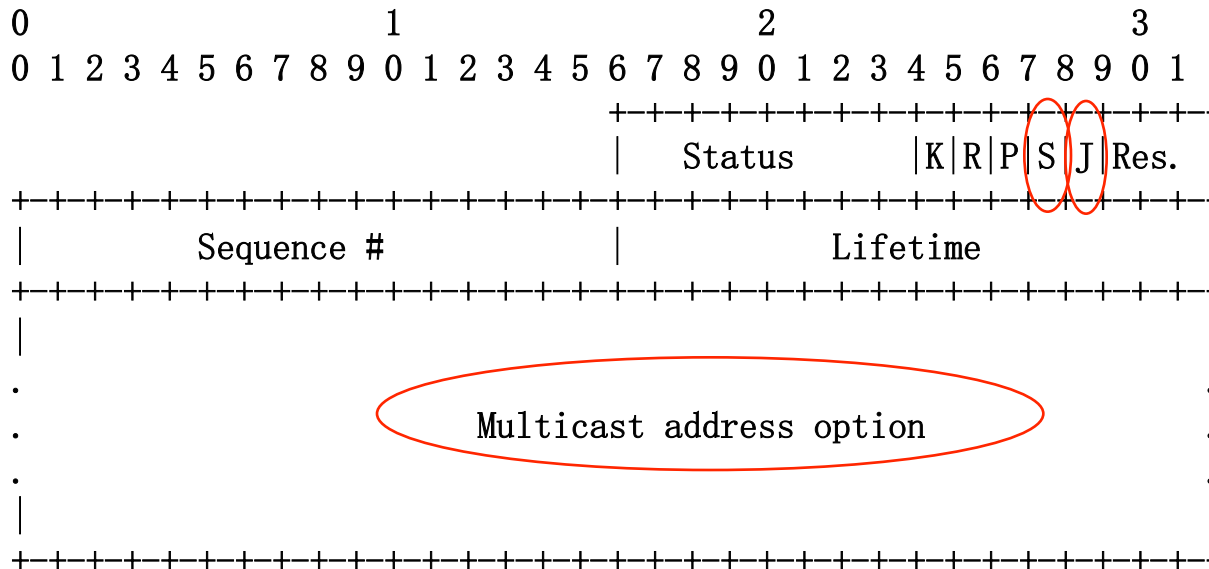 0 1 2 3
0 1 2 3 4 5 6 7 8 9 0 1 2 3 4 5 6 7 8 9 0 1 2 3 4 5 6 7 8 9 0 1
+-+-+-+-+-+-+-+-+-+-+-+-+-+-+-+-
| Status |K|R|P|S|J|Res.
+-+-+-+-+-+-+-+-+-+-+-+-+-+-+-+-+-+-+-+-+-+-+-+-+-+-+-+-+-+-+-+-
| Sequence # | Lifetime
+-+-+-+-+-+-+-+-+-+-+-+-+-+-+-+-+-+-+-+-+-+-+-+-+-+-+-+-+-+-+-+-
|
. .
. Multicast address option .
. .
|
+-+-+-+-+-+-+-+-+-+-+-+-+-+-+-+-+-+-+-+-+-+-+-+-+-+-+-+-+-+-+-+-